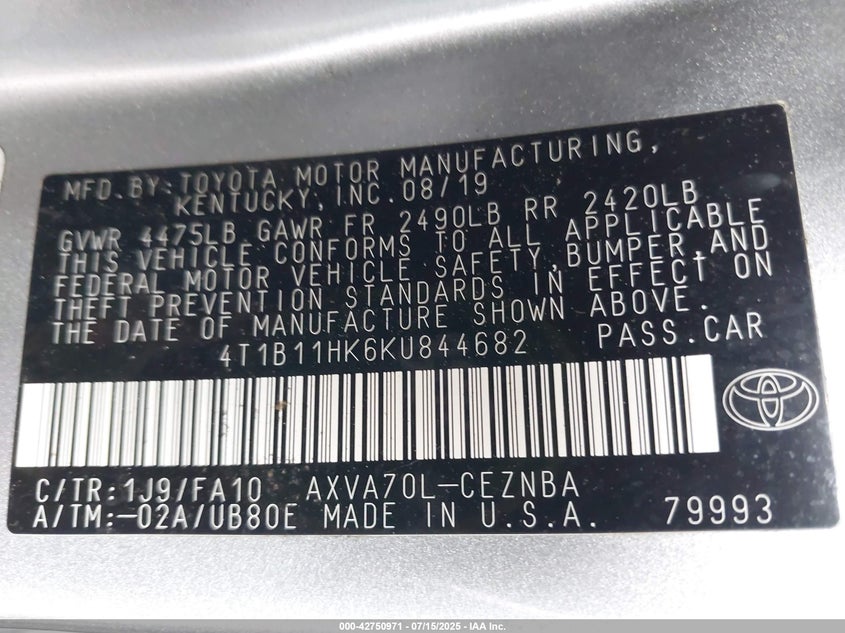 MFD. BY: TOYOTA MOTOR MANUFACTURING,
KENTUCKY, INC. 08/19
GVWR 4475LB GAWR FR 2490LB RR 2420LB
THIS VEHICLE CONFORMS TO ALL APPLICABLE
FEDERAL MOTOR VEHICLE SAFETY, BUMPER, AND
THEFT PREVENTION STANDARDS IN EFFECT ON
THE DATE OF MANUFACTURE SHOWN ABOVE.
4T1B11HK6KU844682 PASS. CAR
C/TR: 1J9/FA10 AXVA70L-CEZNBA
A/TM: -02A/UB80E MADE IN U.S.A. 79993
000-42750971 - 07/15/2025 - IAA Inc.